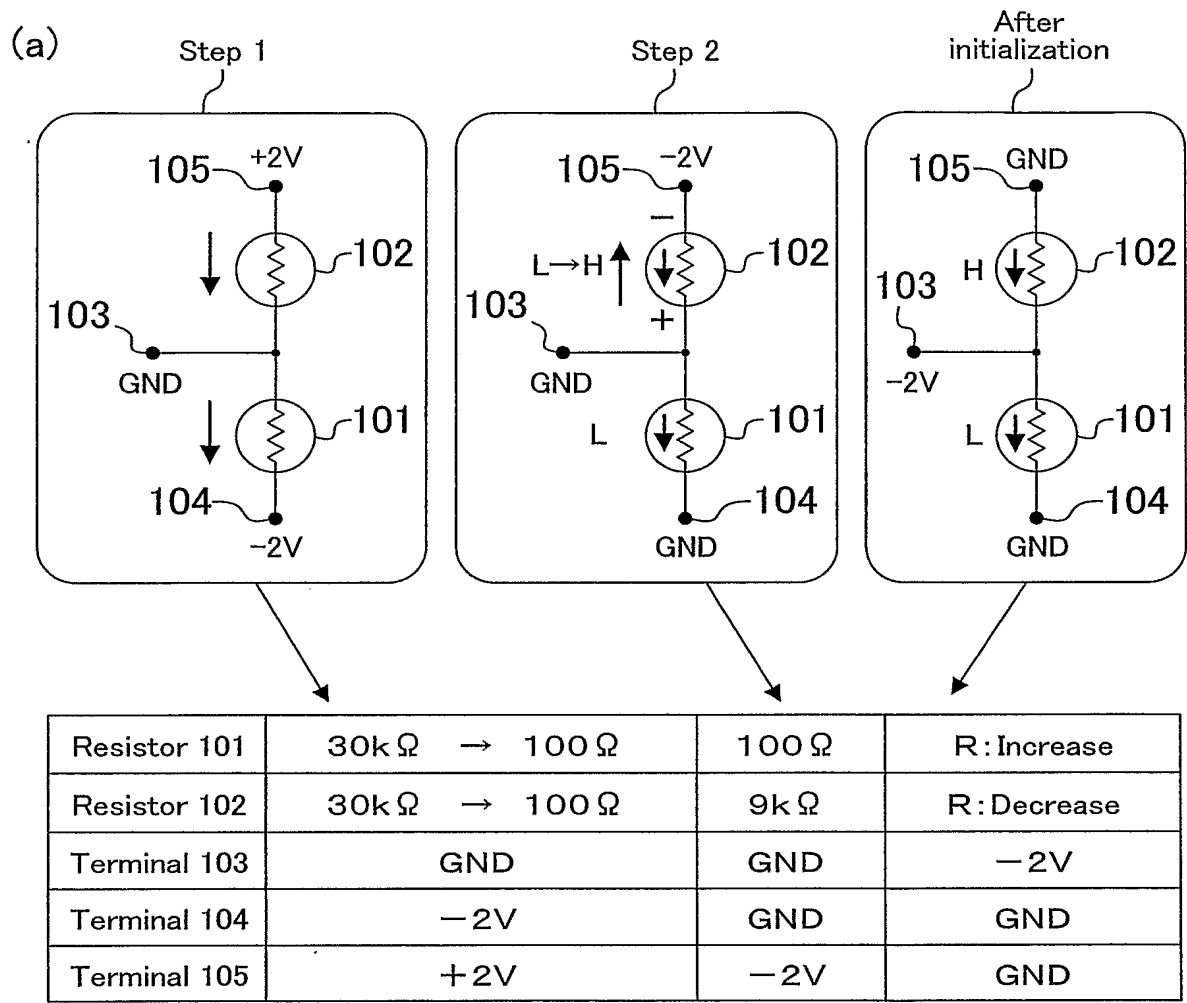 (a)
Step 1
Step 2
After
initialization
105
+2V
102
103
GND
101
104
−2V
105
−2V
−
L→H
102
+
103
GND
L
101
104
GND
105
GND
H
102
103
−2V
L
101
104
GND
Resistor 101 30kΩ → 100Ω 100Ω R:Increase
Resistor 102 30kΩ → 100Ω 9kΩ R:Decrease
Terminal 103 GND GND −2V
Terminal 104 −2V GND GND
Terminal 105 +2V −2V GND